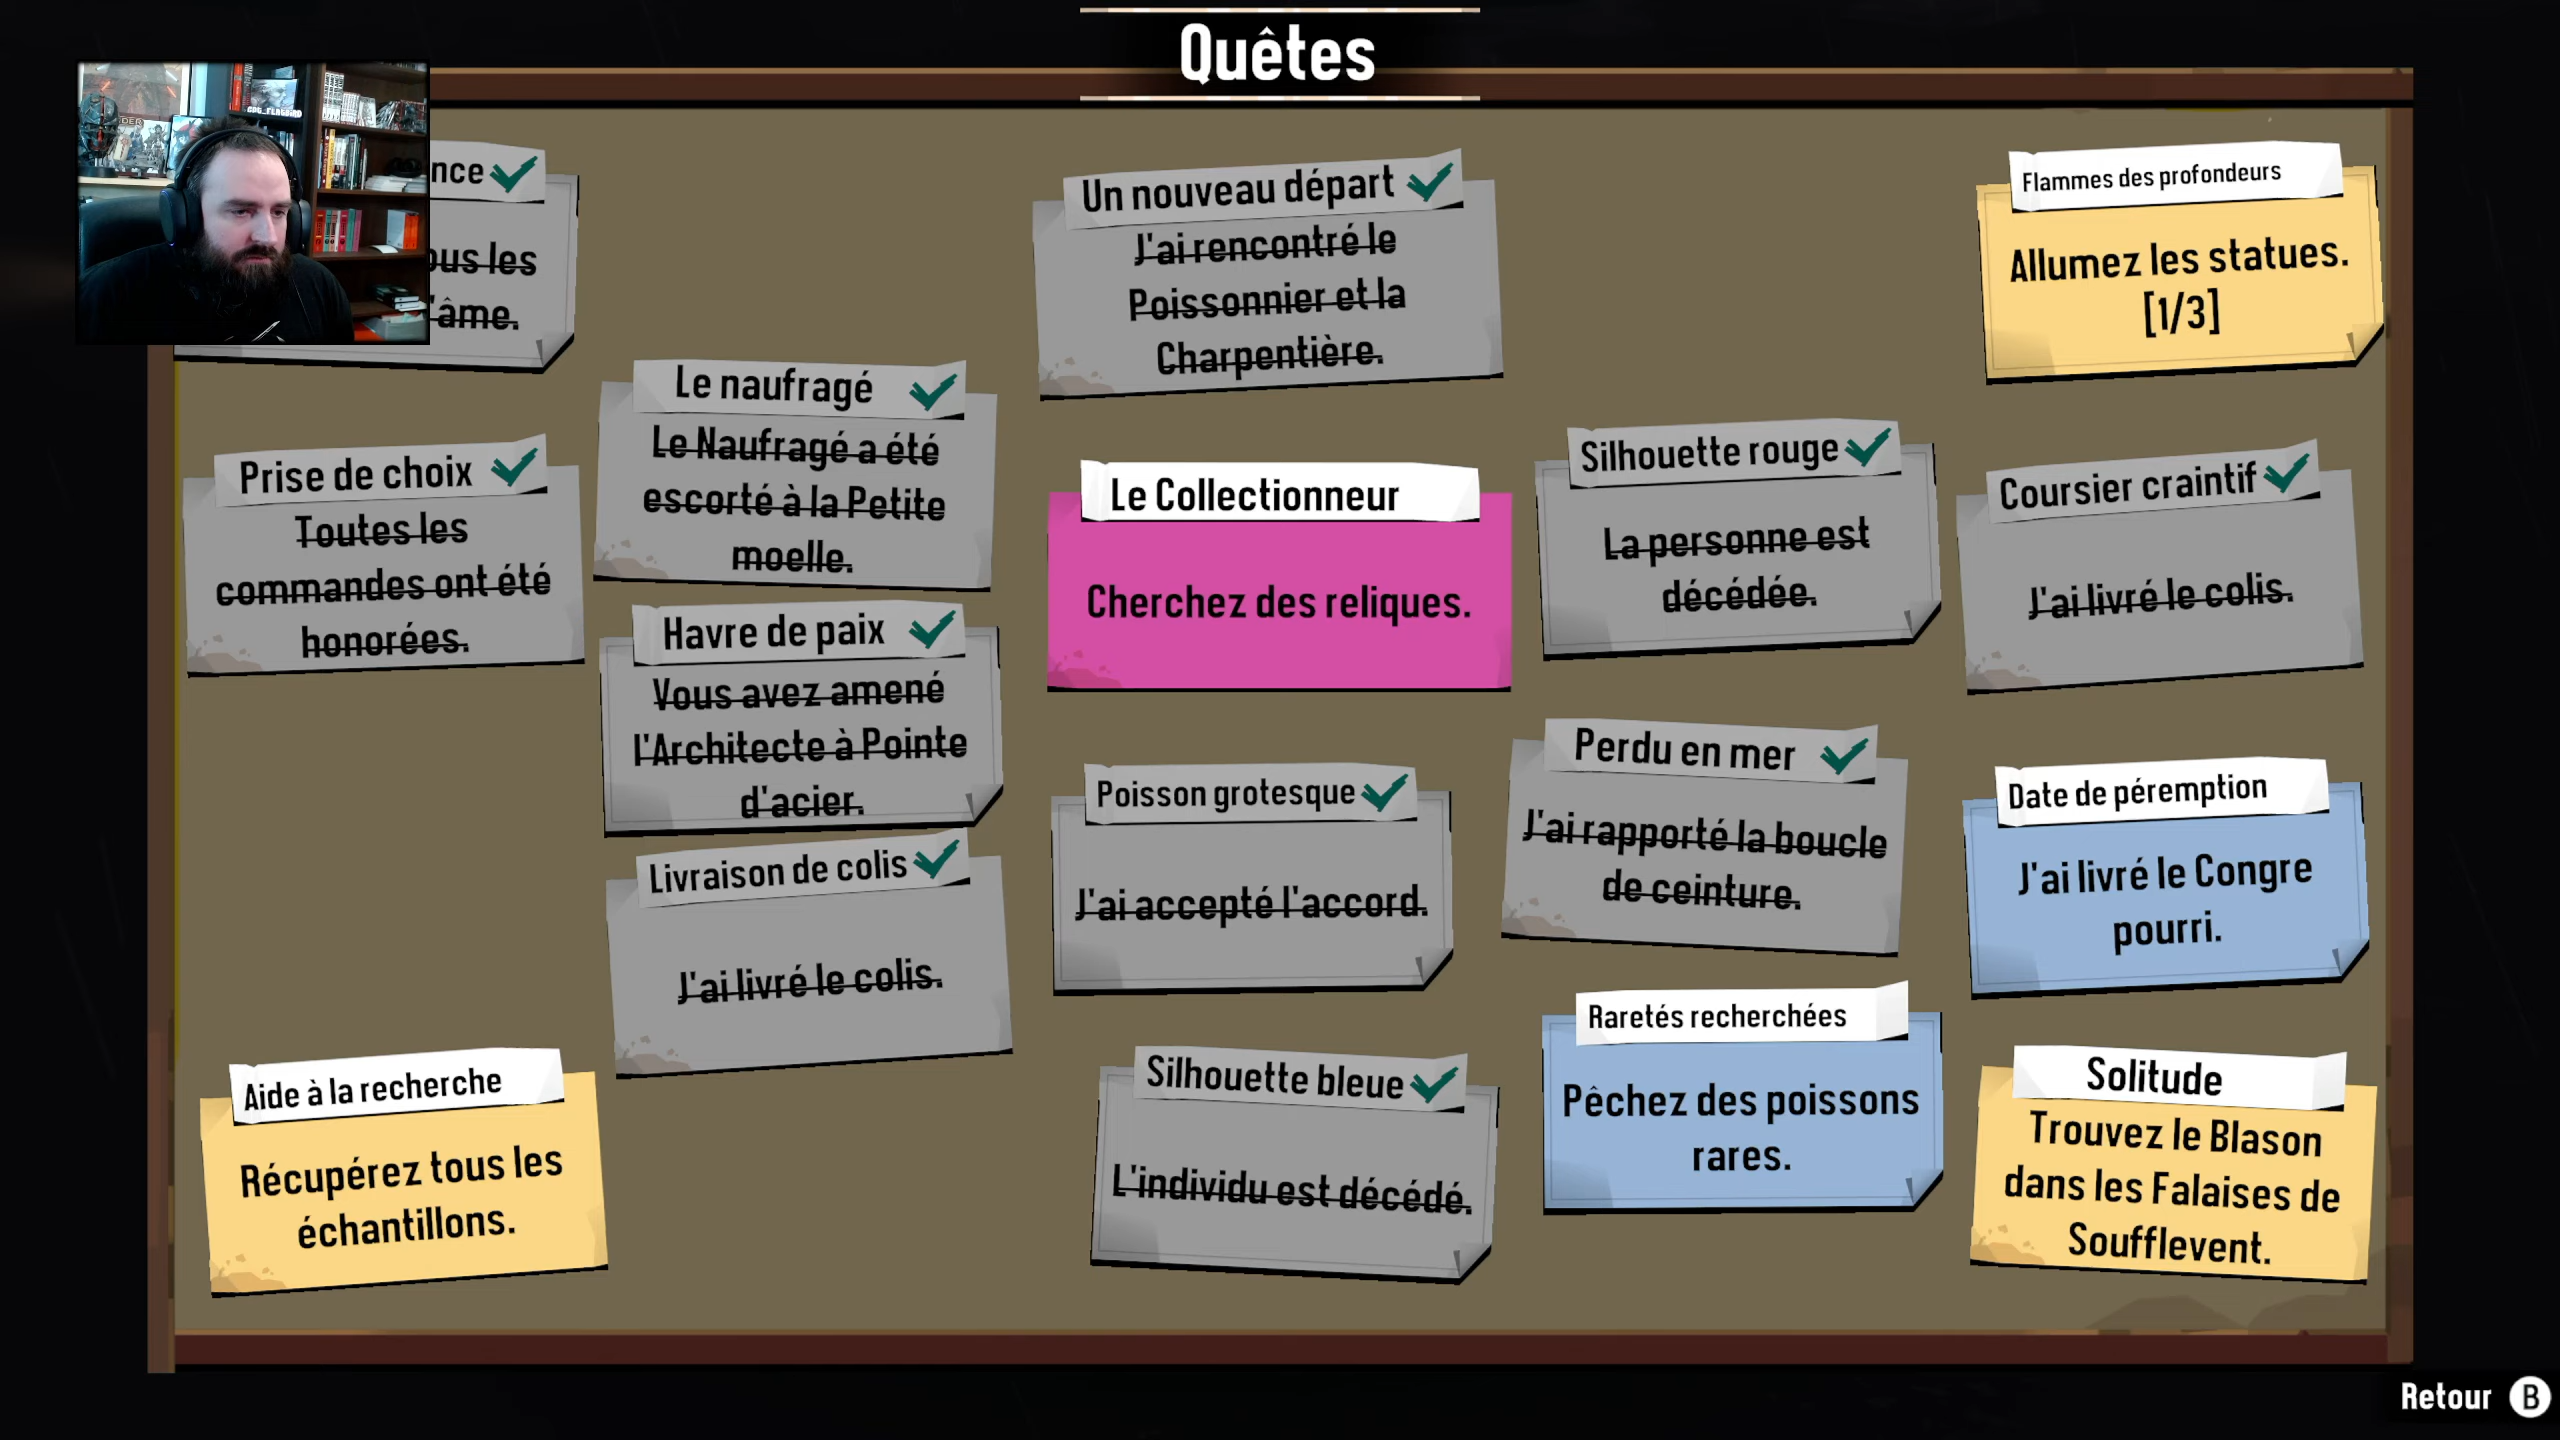 Quêtes
nce
ous les
'âme.
Un nouveau départ
J'ai rencontré le
Poissonnier et la
Charpentière.
Flammes des profondeurs
Allumez les statues.
[1/3]
Le naufragé
Le Naufragé a été
escorté à la Petite
moelle.
Prise de choix
Toutes les
commandes ont été
honorées.
Le Collectionneur
Cherchez des reliques.
Silhouette rouge
La personne est
décédée.
Coursier craintif
J'ai livré le colis.
Havre de paix
Vous avez amené
l'Architecte à Pointe
d'acier.
Poisson grotesque
J'ai accepté l'accord.
Perdu en mer
J'ai rapporté la boucle
de ceinture.
Date de péremption
J'ai livré le Congre
pourri.
Livraison de colis
J'ai livré le colis.
Aide à la recherche
Récupérez tous les
échantillons.
Silhouette bleue
L'individu est décédé.
Raretés recherchées
Pêchez des poissons
rares.
Solitude
Trouvez le Blason
dans les Falaises de
Soufflevent.
Retour B